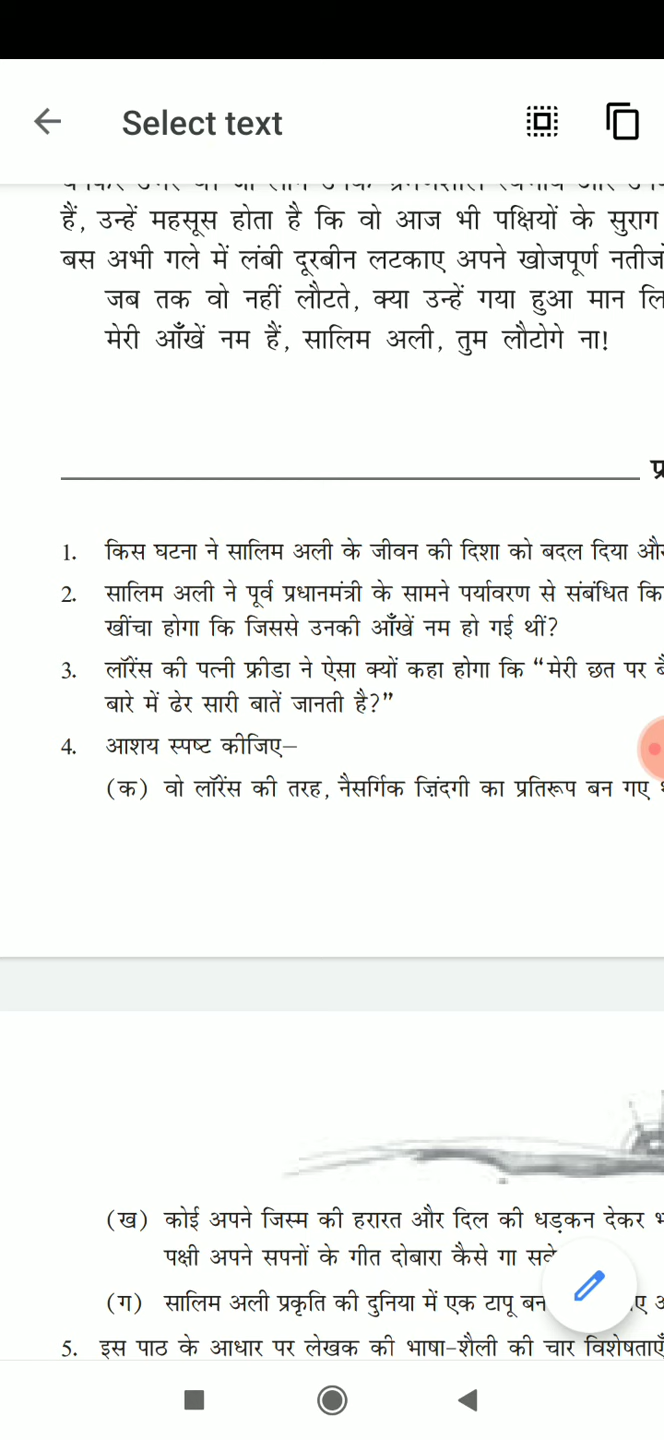 Select text
हैं, उन्हें महसूस होता है कि वो आज भी पक्षियों के सुराग
बस अभी गले में लंबी दूरबीन लटकाए अपने खोजपूर्ण
जब तक वो नहीं लौटते, क्या उन्हें गया हुआ मान
मेरी आँखें नम हैं, सालिम अली, तुम लौटोगे ना!
1. किस घटना ने सालिम अली के जीवन की दिशा को बदल दिया
2. सालिम अली ने पूर्व प्रधानमंत्री के सामने पर्यावरण से संबंधित
खींचा होगा कि जिससे उनकी आँखें नम हो गई थीं?
3. लॉरेंस की पत्नी फ्रीडा ने ऐसा क्यों कहा होगा कि “मेरी छत पर
बारे में ढेर सारी बातें जानती है?”
4. आशय स्पष्ट कीजिए–
(क) वो लॉरेंस की तरह, नैसर्गिक ज़िंदगी का प्रतिरूप बन गए
(ख) कोई अपने जिस्म की हरारत और दिल की धड़कन देकर
पक्षी अपने सपनों के गीत दोबारा कैसे गा
(ग) सालिम अली प्रकृति की दुनिया में एक टापू
5. इस पाठ के आधार पर लेखक की भाषा-शैली की चार विशेषताएँ